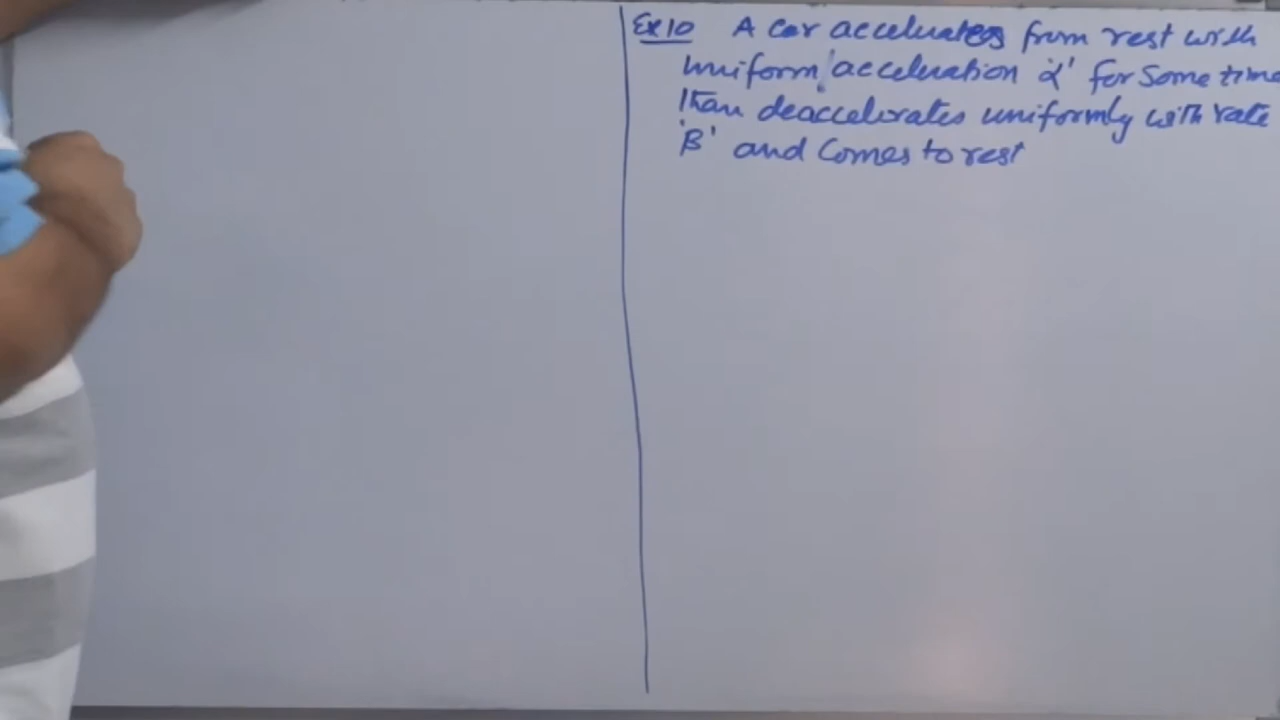 Ex 10 A car accelerates from rest with
uniform acceleration 'α' for some time
than deaccelerates uniformly with rate
'β' and comes to rest